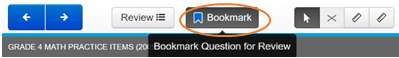 Review Bookmark
GRADE 4 MATH PRACTICE ITEMS (20
Bookmark Question for Review